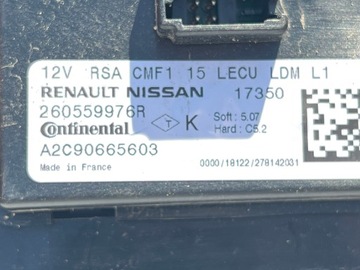 12V RSA CMF1 15 LECU LDM L1
RENAULT NISSAN 17350
260559976R
Continental T K Soft : 5.07
Hard : C5.2
A2C90665603
Made in France 0000/18122/278142031